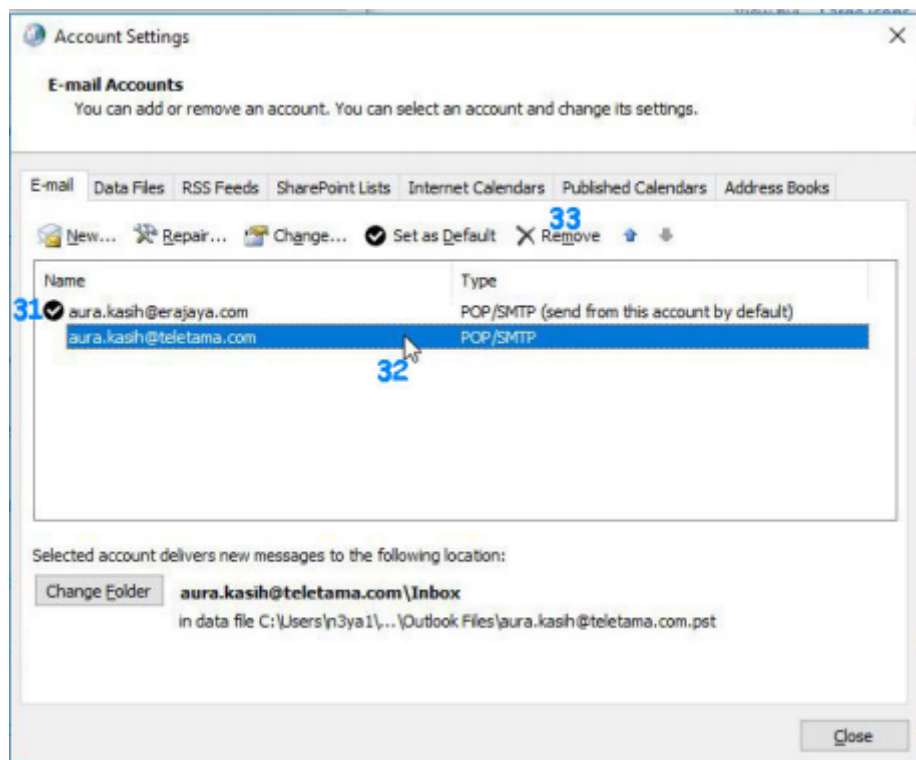 Account Settings
E-mail Accounts
You can add or remove an account. You can select an account and change its settings.
E-mail Data Files RSS Feeds SharePoint Lists Internet Calendars Published Calendars Address Books
33
New... Repair... Change... Set as Default Remove
Name Type
31 aura.kasih@erajaya.com POP/SMTP (send from this account by default)
aura.kasih@teletama.com POP/SMTP
32
Selected account delivers new messages to the following location:
Change Folder aura.kasih@teletama.com\Inbox
in data file C:\Users\n3ya1\...\Outlook Files\aura.kasih@teletama.com.pst
Close